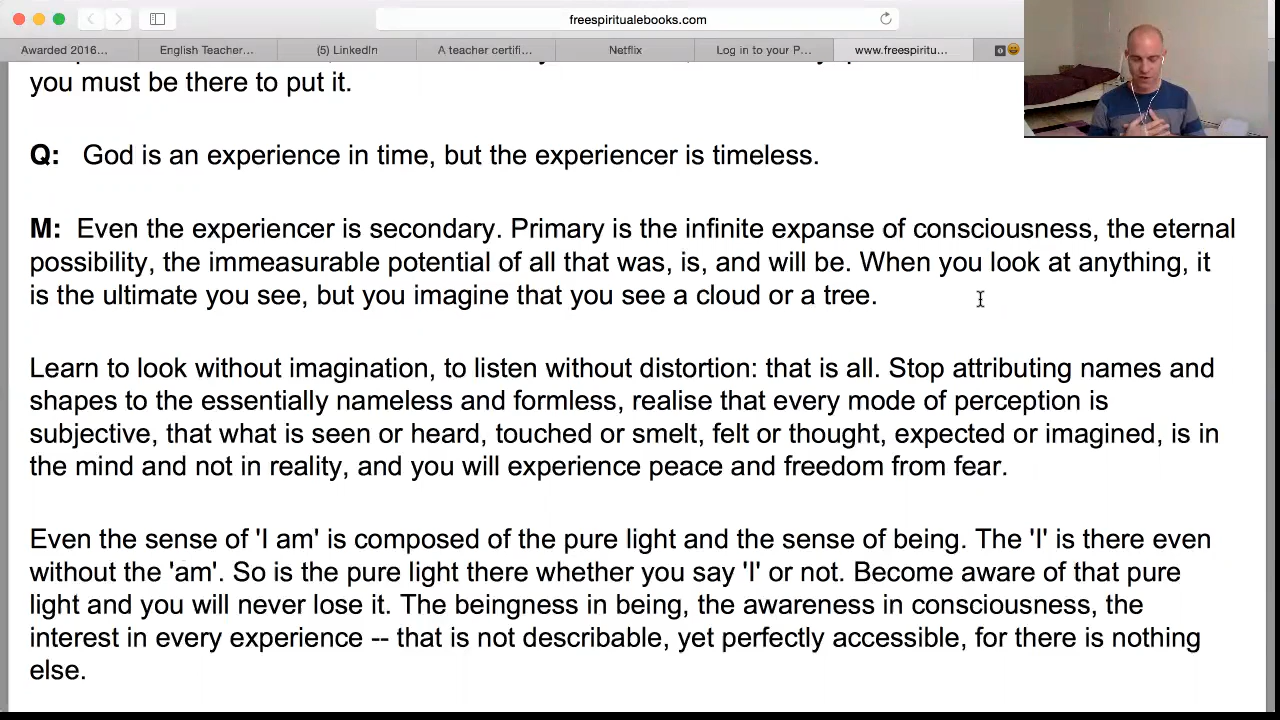 freespiritualebooks.com
Awarded 2016... English Teacher... (5) LinkedIn A teacher certifi... Netflix Log in to your P... www.freespiritu...
you must be there to put it.
Q: God is an experience in time, but the experiencer is timeless.
M: Even the experiencer is secondary. Primary is the infinite expanse of consciousness, the eternal
possibility, the immeasurable potential of all that was, is, and will be. When you look at anything, it
is the ultimate you see, but you imagine that you see a cloud or a tree.
Learn to look without imagination, to listen without distortion: that is all. Stop attributing names and
shapes to the essentially nameless and formless, realise that every mode of perception is
subjective, that what is seen or heard, touched or smelt, felt or thought, expected or imagined, is in
the mind and not in reality, and you will experience peace and freedom from fear.
Even the sense of 'I am' is composed of the pure light and the sense of being. The 'I' is there even
without the 'am'. So is the pure light there whether you say 'I' or not. Become aware of that pure
light and you will never lose it. The beingness in being, the awareness in consciousness, the
interest in every experience -- that is not describable, yet perfectly accessible, for there is nothing
else.